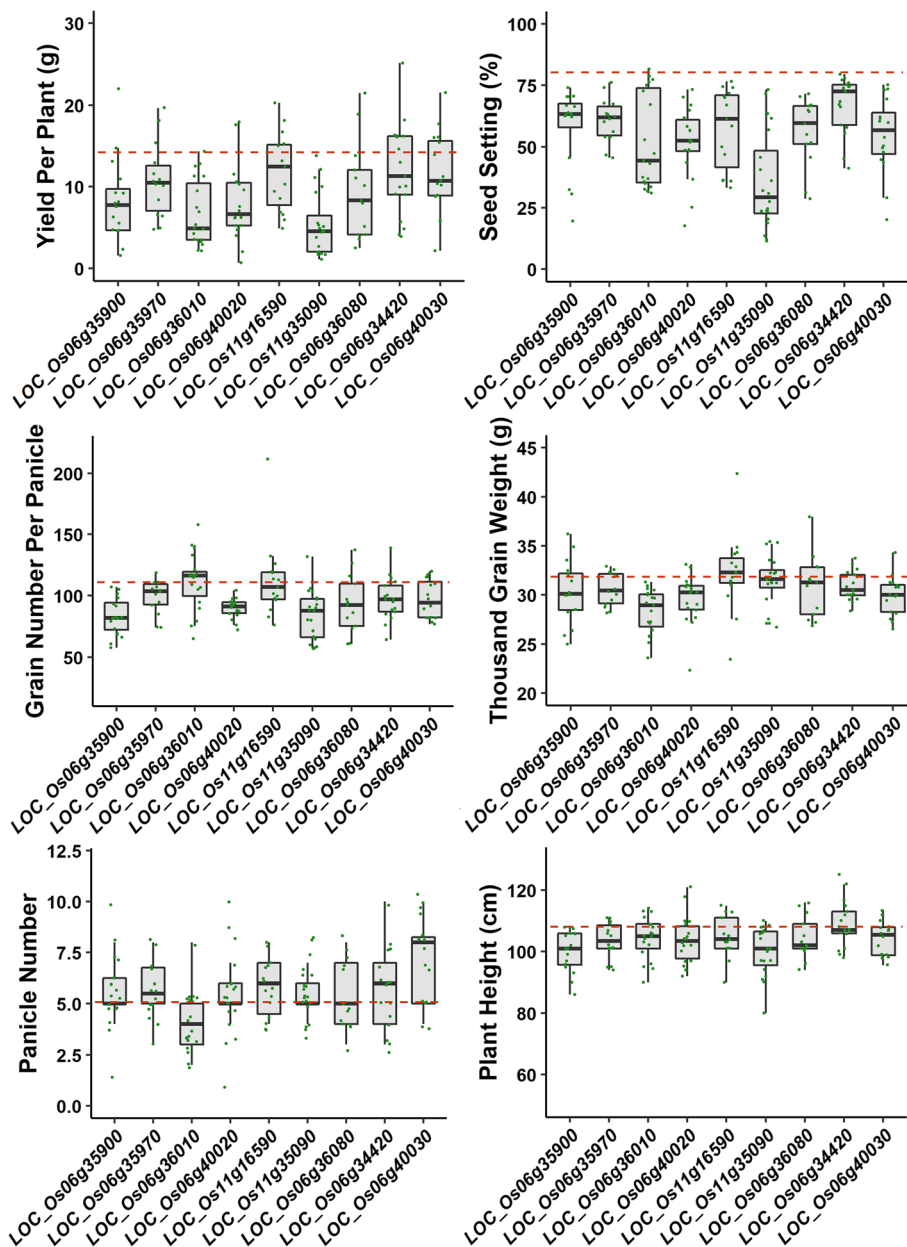 Yield Per Plant (g)
30
20
10
0
LOC_Os06g35900
LOC_Os06g35970
LOC_Os06g36010
LOC_Os06g40020
LOC_Os11g16590
LOC_Os11g35090
LOC_Os06g36080
LOC_Os06g34420
LOC_Os06g40030
Seed Setting (%)
100
75
50
25
0
LOC_Os06g35900
LOC_Os06g35970
LOC_Os06g36010
LOC_Os06g40020
LOC_Os11g16590
LOC_Os11g35090
LOC_Os06g36080
LOC_Os06g34420
LOC_Os06g40030
Grain Number Per Panicle
200
150
100
50
LOC_Os06g35900
LOC_Os06g35970
LOC_Os06g36010
LOC_Os06g40020
LOC_Os11g16590
LOC_Os11g35090
LOC_Os06g36080
LOC_Os06g34420
LOC_Os06g40030
Thousand Grain Weight (g)
45
40
35
30
25
20
LOC_Os06g35900
LOC_Os06g35970
LOC_Os06g36010
LOC_Os06g40020
LOC_Os11g16590
LOC_Os11g35090
LOC_Os06g36080
LOC_Os06g34420
LOC_Os06g40030
Panicle Number
12.5
10.0
7.5
5.0
2.5
0.0
LOC_Os06g35900
LOC_Os06g35970
LOC_Os06g36010
LOC_Os06g40020
LOC_Os11g16590
LOC_Os11g35090
LOC_Os06g36080
LOC_Os06g34420
LOC_Os06g40030
Plant Height (cm)
120
100
80
60
LOC_Os06g35900
LOC_Os06g35970
LOC_Os06g36010
LOC_Os06g40020
LOC_Os11g16590
LOC_Os11g35090
LOC_Os06g36080
LOC_Os06g34420
LOC_Os06g40030